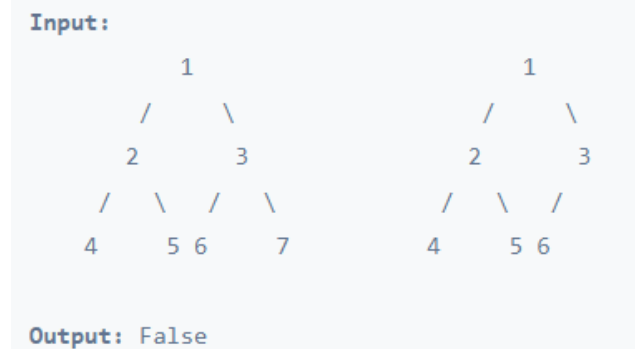 Input:
1 1
/ \ / \
2 3 2 3
/ \ / \ / \ /
4 5 6 7 4 5 6
Output: False